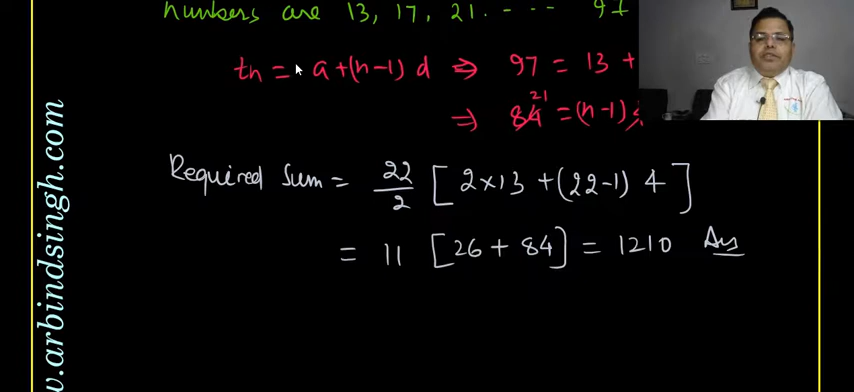 numbers are 13, 17, 21. - - - - 97
tn = a + (n-1) d ⇒ 97 = 13 +
⇒ 84 21 = (n-1)
Required Sum = 22/2 [ 2×13 + (22-1) 4 ]
= 11 [ 26 + 84 ] = 1210 Ans
w.arbindsingh.com